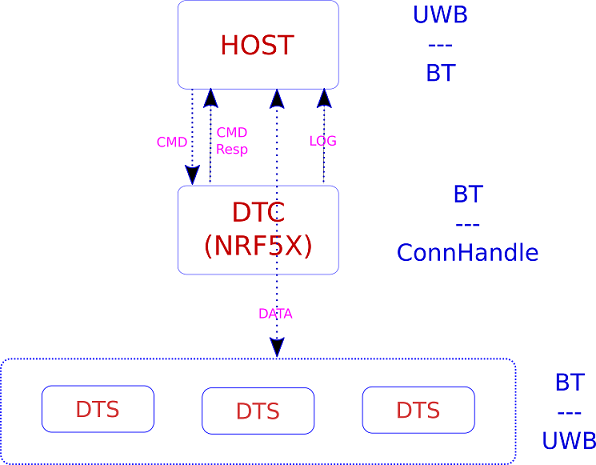 HOST
UWB
---
BT
CMD
CMD
Resp
LOG
DTC
(NRF5X)
BT
---
ConnHandle
DATA
DTS
DTS
DTS
BT
---
UWB